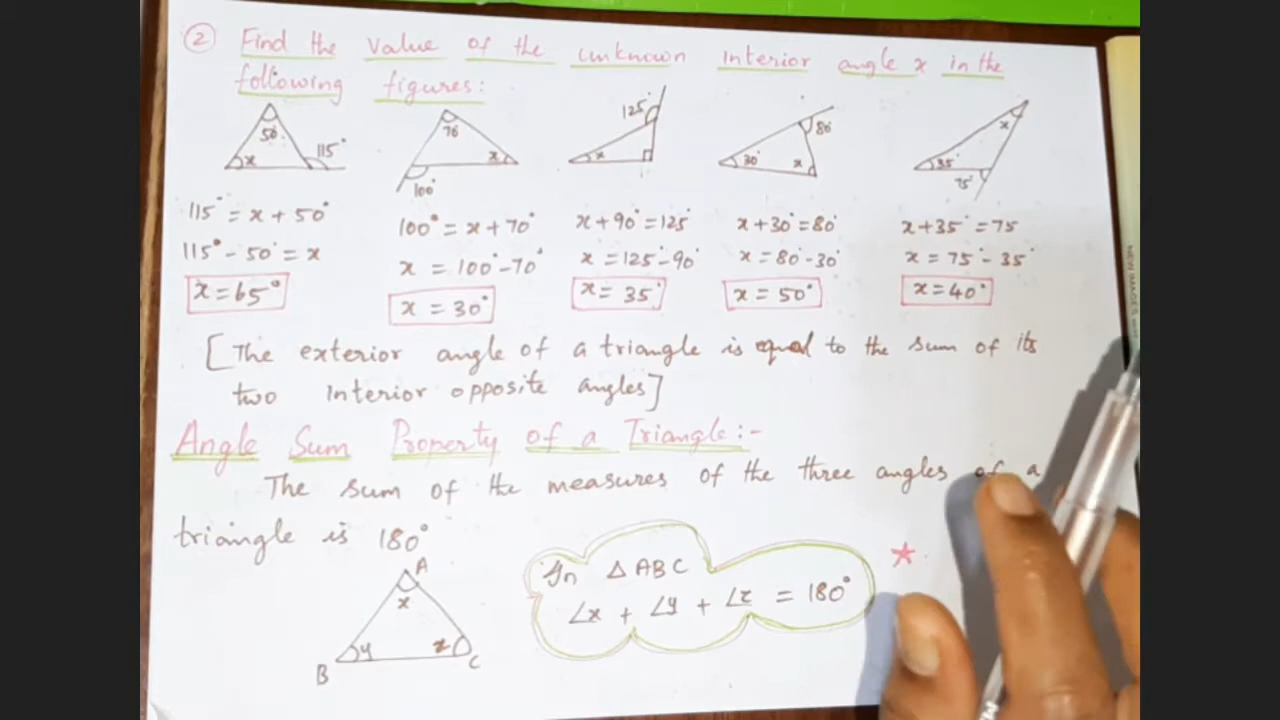 ② Find the value of the unknown interior angle x in the
following figures:
50° x 115°
70° x 100°
125° x
30° x 80°
35° x 75°
115° = x + 50°
115° - 50° = x
x = 65°
100° = x + 70°
x = 100° - 70°
x = 30°
x + 90° = 125°
x = 125° - 90°
x = 35°
x + 30° = 80°
x = 80° - 30°
x = 50°
x + 35° = 75
x = 75° - 35°
x = 40°
[The exterior angle of a triangle is equal to the sum of its
two interior opposite angles]
Angle Sum Property of a Triangle:-
The sum of the measures of the three angles of a
triangle is 180°
A
x
y z
B C
In △ ABC
∠x + ∠y + ∠z = 180°